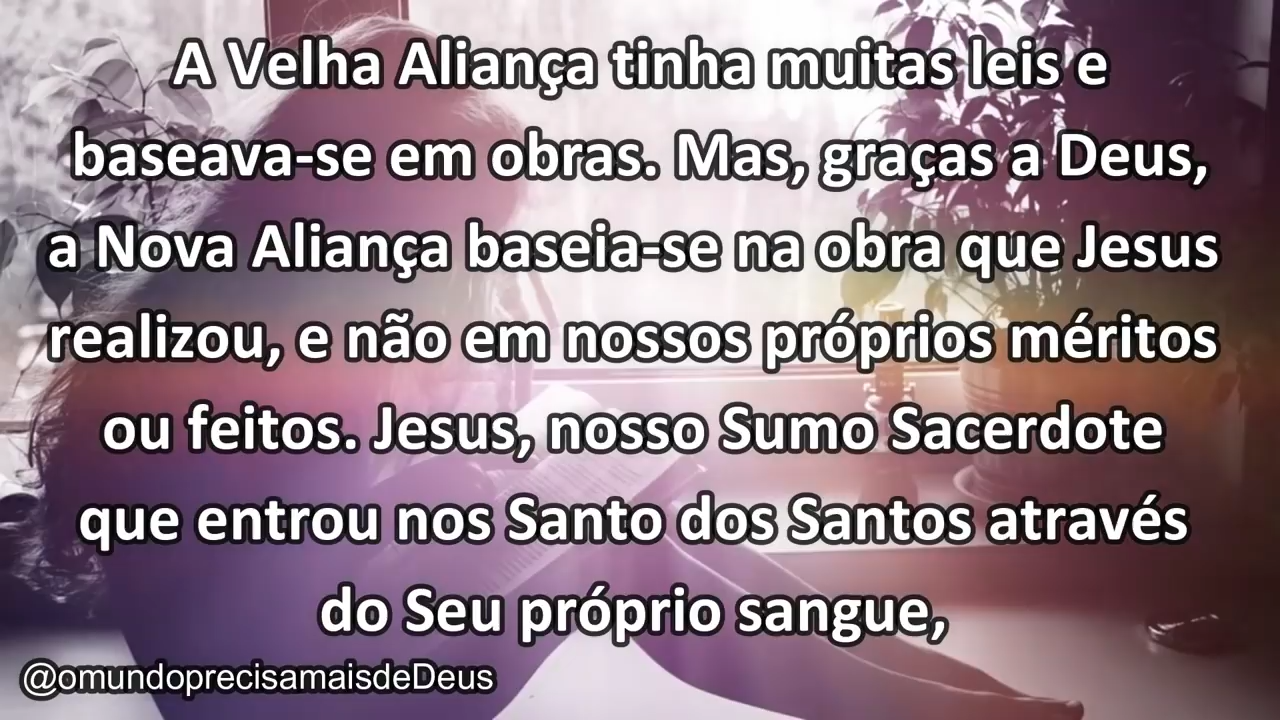 A Velha Aliança tinha muitas leis e
baseava-se em obras. Mas, graças a Deus,
a Nova Aliança baseia-se na obra que Jesus
realizou, e não em nossos próprios méritos
ou feitos. Jesus, nosso Sumo Sacerdote
que entrou nos Santo dos Santos através
do Seu próprio sangue,
@omundoprecisamaisdeDeus